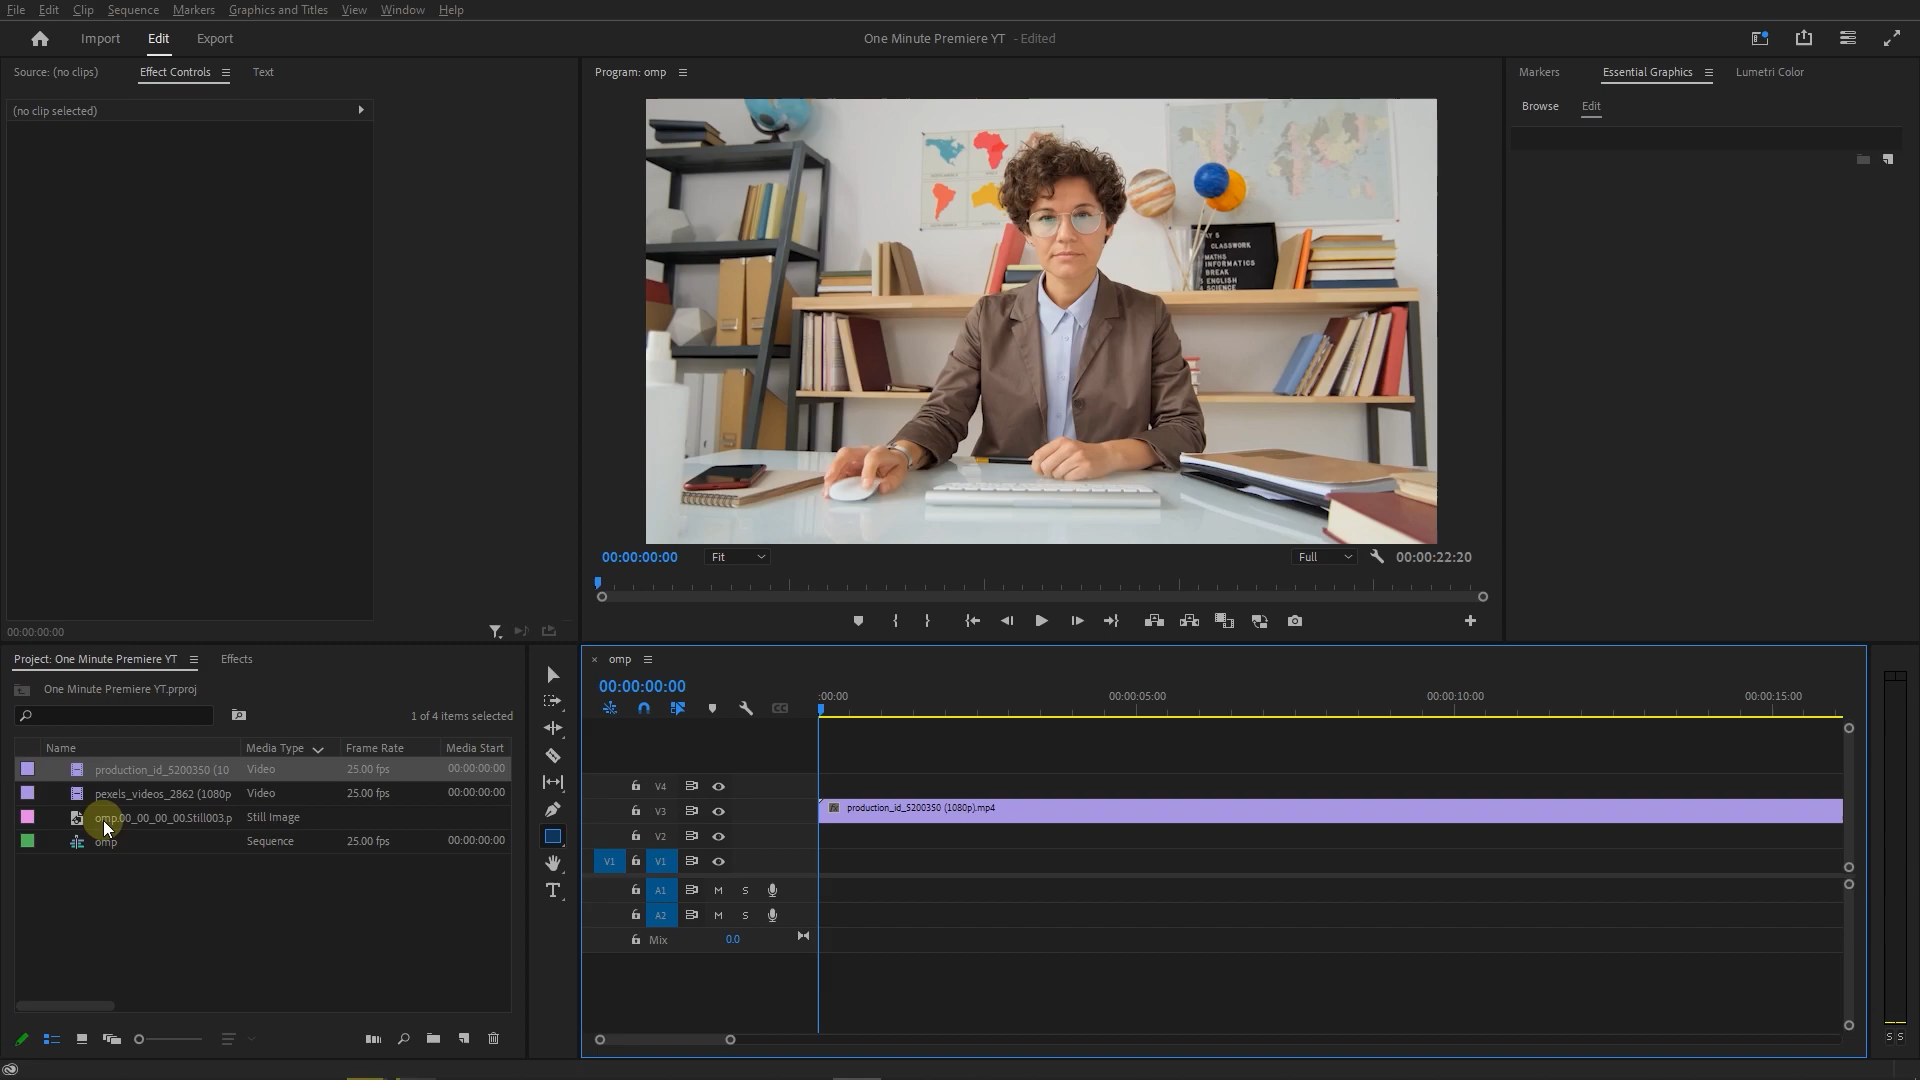 File Edit Clip Sequence Markers Graphics and Titles View Window Help
Import Edit Export
One Minute Premiere YT - Edited
Source: (no clips) Effect Controls Text
(no clip selected)
00:00:00:00
Program: omp
CLASSWORK
MATHS
INFORMATICS
BREAK
ENGLISH
SCIENCE
00:00:00:00 Fit Full 00:00:22:20
Markers Essential Graphics Lumetri Color
Browse Edit
Project: One Minute Premiere YT Effects
One Minute Premiere YT.prproj
1 of 4 items selected
Name Media Type Frame Rate Media Start
production_id_5200350 (10 Video 25.00 fps 00:00:00:00
pexels_videos_2862 (1080p Video 25.00 fps 00:00:00:00
omp.00_00_00_00.Still003.p Still Image
omp Sequence 25.00 fps 00:00:00:00
× omp
00:00:00:00
:00:00 00:00:05:00 00:00:10:00 00:00:15:00
V4
V3 production_id_5200350 (1080p).mp4
V2
V1 V1
A1 M S
A2 M S
Mix 0.0
S S